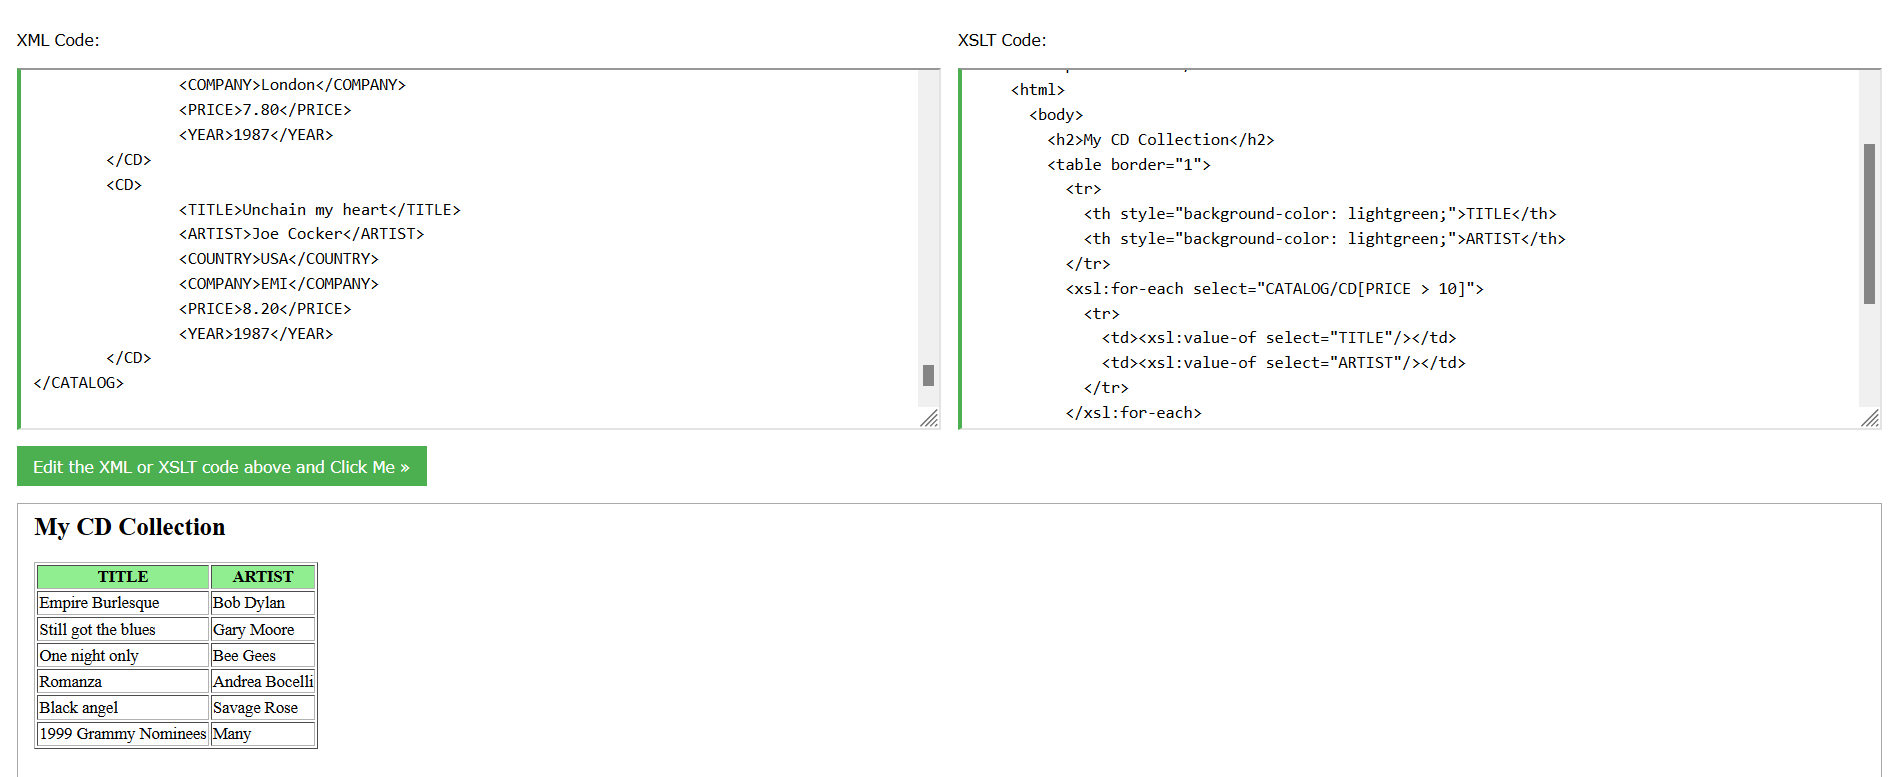 XML Code:
<COMPANY>London</COMPANY>
<PRICE>7.80</PRICE>
<YEAR>1987</YEAR>
</CD>
<CD>
<TITLE>Unchain my heart</TITLE>
<ARTIST>Joe Cocker</ARTIST>
<COUNTRY>USA</COUNTRY>
<COMPANY>EMI</COMPANY>
<PRICE>8.20</PRICE>
<YEAR>1987</YEAR>
</CD>
</CATALOG>
XSLT Code:
<html>
<body>
<h2>My CD Collection</h2>
<table border="1">
<tr>
<th style="background-color: lightgreen;">TITLE</th>
<th style="background-color: lightgreen;">ARTIST</th>
</tr>
<xsl:for-each select="CATALOG/CD[PRICE > 10]">
<tr>
<td><xsl:value-of select="TITLE"/></td>
<td><xsl:value-of select="ARTIST"/></td>
</tr>
</xsl:for-each>
Edit the XML or XSLT code above and Click Me »
My CD Collection
TITLE ARTIST
Empire Burlesque Bob Dylan
Still got the blues Gary Moore
One night only Bee Gees
Romanza Andrea Bocelli
Black angel Savage Rose
1999 Grammy Nominees Many